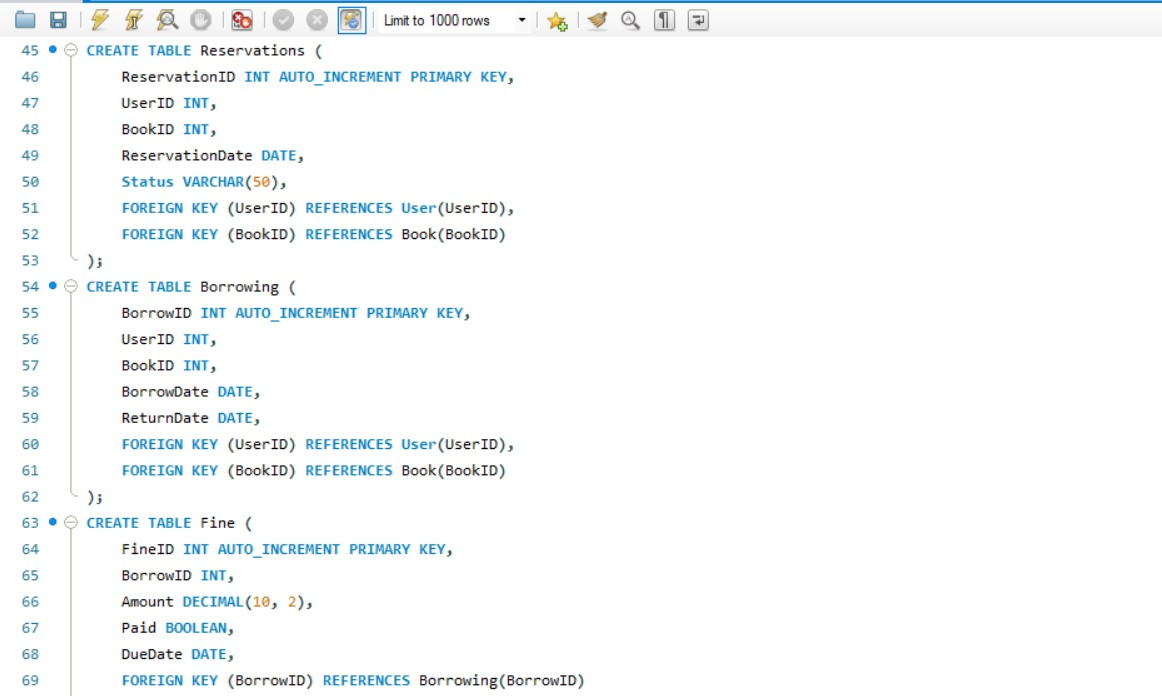 Limit to 1000 rows
45 CREATE TABLE Reservations (
46 ReservationID INT AUTO_INCREMENT PRIMARY KEY,
47 UserID INT,
48 BookID INT,
49 ReservationDate DATE,
50 Status VARCHAR(50),
51 FOREIGN KEY (UserID) REFERENCES User(UserID),
52 FOREIGN KEY (BookID) REFERENCES Book(BookID)
53 );
54 CREATE TABLE Borrowing (
55 BorrowID INT AUTO_INCREMENT PRIMARY KEY,
56 UserID INT,
57 BookID INT,
58 BorrowDate DATE,
59 ReturnDate DATE,
60 FOREIGN KEY (UserID) REFERENCES User(UserID),
61 FOREIGN KEY (BookID) REFERENCES Book(BookID)
62 );
63 CREATE TABLE Fine (
64 FineID INT AUTO_INCREMENT PRIMARY KEY,
65 BorrowID INT,
66 Amount DECIMAL(10, 2),
67 Paid BOOLEAN,
68 DueDate DATE,
69 FOREIGN KEY (BorrowID) REFERENCES Borrowing(BorrowID)